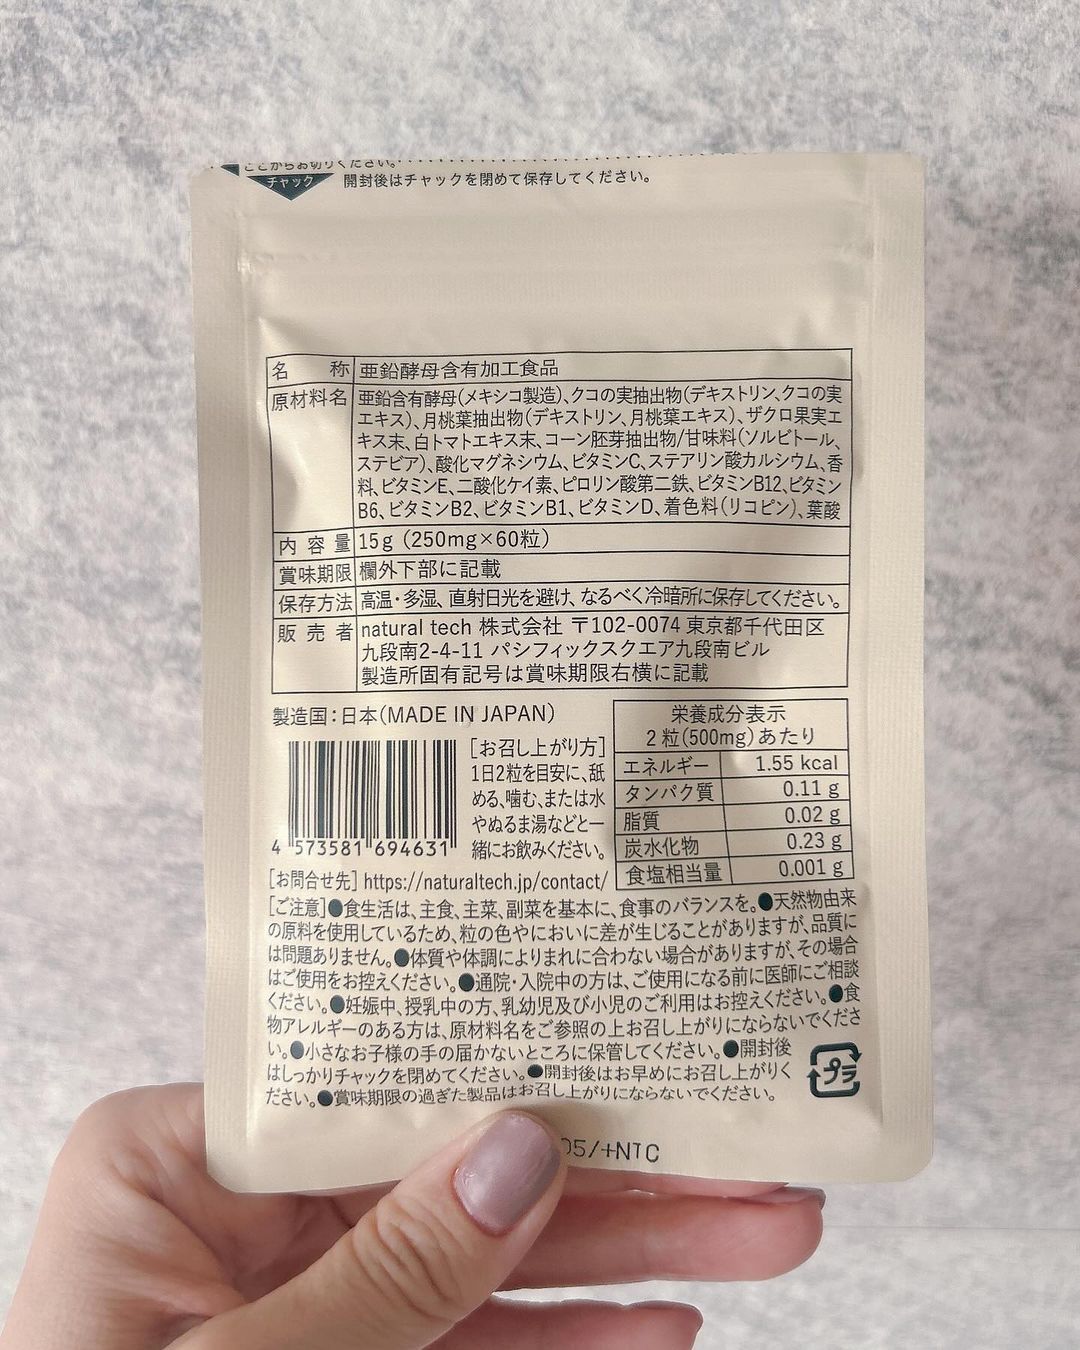 ここからお切りください。
チャック 開封後はチャックを閉めて保存してください。
名 称 亜鉛酵母含有加工食品
原材料名 亜鉛含有酵母(メキシコ製造)、クコの実抽出物(デキストリン、クコの実
エキス)、月桃葉抽出物(デキストリン、月桃葉エキス)、ザクロ果実エ
キス末、白トマトエキス末、コーン胚芽抽出物/甘味料(ソルビトール、
ステビア)、酸化マグネシウム、ビタミンC、ステアリン酸カルシウム、香
料、ビタミンE、二酸化ケイ素、ピロリン酸第二鉄、ビタミンB12、ビタミン
B6、ビタミンB2、ビタミンB1、ビタミンD、着色料(リコピン)、葉酸
内容量 15g (250mg×60粒)
賞味期限 欄外下部に記載
保存方法 高温・多湿、直射日光を避け、なるべく冷暗所に保存してください。
販売者 natural tech 株式会社 〒102-0074 東京都千代田区
九段南2-4-11 パシフィックスクエア九段南ビル
製造所固有記号は賞味期限右横に記載
製造国:日本(MADE IN JAPAN)
4 573581 694631
[お召し上がり方]
1日2粒を目安に、舐
める、噛む、または水
やぬるま湯などと一
緒にお飲みください。
栄養成分表示
2粒(500mg)あたり
エネルギー 1.55 kcal
タンパク質 0.11 g
脂質 0.02 g
炭水化物 0.23 g
食塩相当量 0.001 g
[お問合せ先] https://naturaltech.jp/contact/
[ご注意]●食生活は、主食、主菜、副菜を基本に、食事のバランスを。●天然物由来
の原料を使用しているため、粒の色やにおいに差が生じることがありますが、品質に
は問題ありません。●体質や体調によりまれに合わない場合がありますが、その場合
はご使用をお控えください。●通院・入院中の方は、ご使用になる前に医師にご相談
ください。●妊娠中、授乳中の方、乳幼児及び小児のご利用はお控えください。●食
物アレルギーのある方は、原材料名をご参照の上お召し上がりにならないでくださ
い。●小さなお子様の手の届かないところに保管してください。●開封後
はしっかりチャックを閉めてください。●開封後はお早めにお召し上がりく
ださい。●賞味期限の過ぎた製品はお召し上がりにならないでください。
プラ
05/+NTC